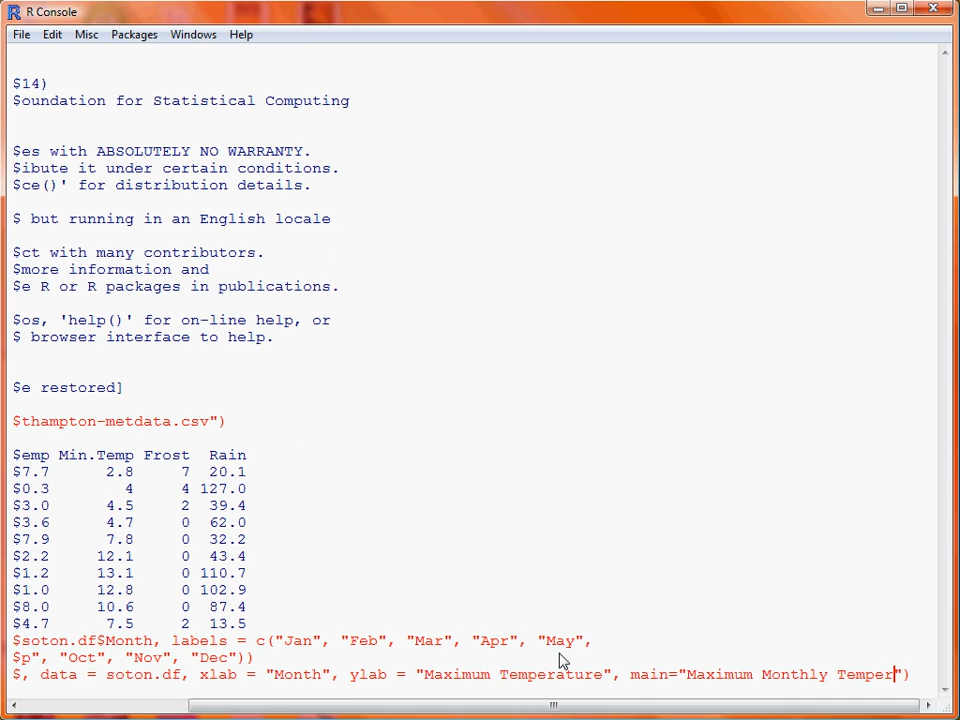 R Console
File Edit Misc Packages Windows Help
$14)
$oundation for Statistical Computing
$es with ABSOLUTELY NO WARRANTY.
$ibute it under certain conditions.
$ce()' for distribution details.
$ but running in an English locale
$ct with many contributors.
$more information and
$e R or R packages in publications.
$os, 'help()' for on-line help, or
$ browser interface to help.
$e restored]
$thampton-metdata.csv")
$emp Min.Temp Frost Rain
$7.7 2.8 7 20.1
$0.3 4 4 127.0
$3.0 4.5 2 39.4
$3.6 4.7 0 62.0
$7.9 7.8 0 32.2
$2.2 12.1 0 43.4
$1.2 13.1 0 110.7
$1.0 12.8 0 102.9
$8.0 10.6 0 87.4
$4.7 7.5 2 13.5
$soton.df$Month, labels = c("Jan", "Feb", "Mar", "Apr", "May",
$p", "Oct", "Nov", "Dec"))
$, data = soton.df, xlab = "Month", ylab = "Maximum Temperature", main="Maximum Monthly Temper")